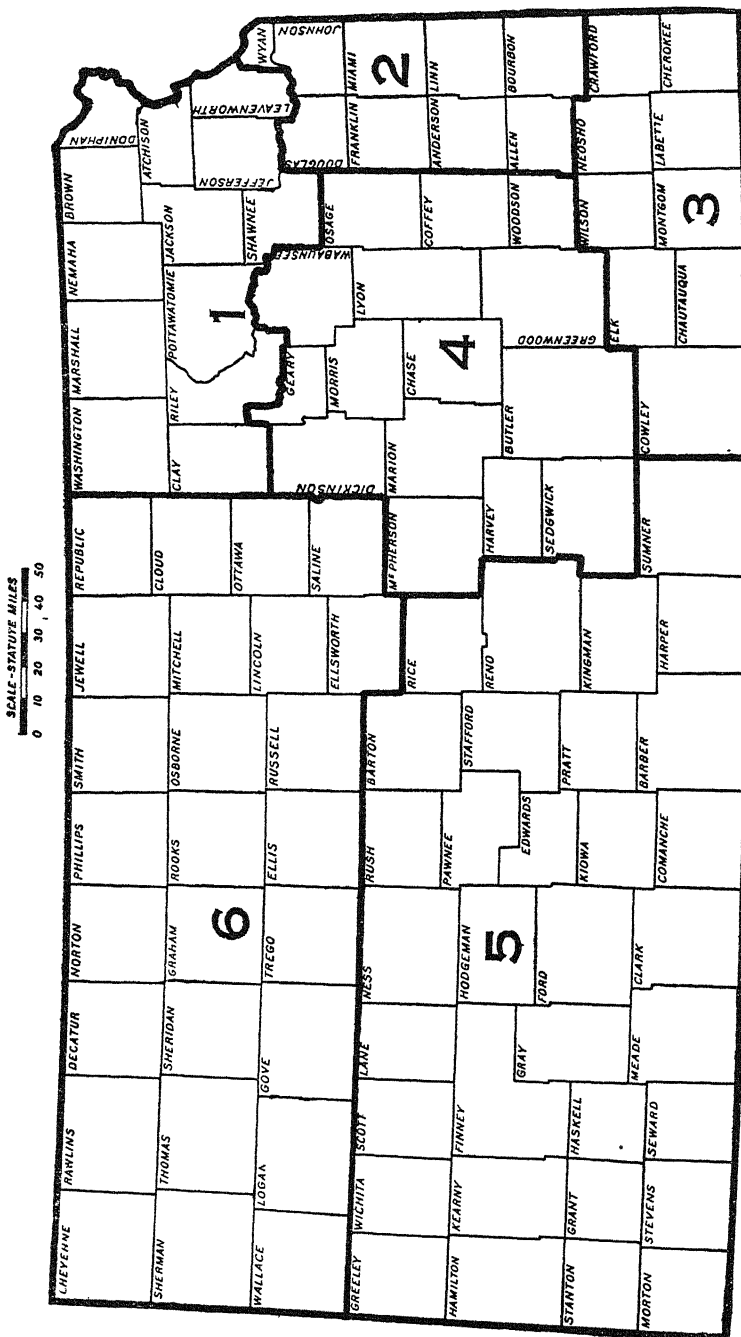 SCALE-STATUTE MILES
0 10 20 30 40 50
CHEYENNE
RAWLINS
DECATUR
NORTON
PHILLIPS
SMITH
JEWELL
REPUBLIC
WASHINGTON
MARSHALL
NEMAHA
BROWN
DONIPHAN
SHERMAN
THOMAS
SHERIDAN
GRAHAM
ROOKS
OSBORNE
MITCHELL
CLOUD
CLAY
RILEY
POTTAWATOMIE
JACKSON
ATCHISON
JEFFERSON
LEAVENWORTH
WYAN
1
WALLACE
LOGAN
GOVE
TREGO
ELLIS
RUSSELL
LINCOLN
OTTAWA
6
ELLSWORTH
SALINE
DICKINSON
GEARY
WABAUNSEE
SHAWNEE
DOUGLAS
JOHNSON
GREELEY
WICHITA
SCOTT
LANE
NESS
RUSH
BARTON
RICE
McPHERSON
MARION
MORRIS
CHASE
LYON
OSAGE
FRANKLIN
MIAMI
2
4
HAMILTON
KEARNY
FINNEY
HODGEMAN
PAWNEE
STAFFORD
RENO
HARVEY
BUTLER
GREENWOOD
COFFEY
ANDERSON
LINN
5
GRAY
FORD
EDWARDS
PRATT
KINGMAN
SEDGWICK
WOODSON
ALLEN
BOURBON
STANTON
GRANT
HASKELL
KIOWA
ELK
WILSON
NEOSHO
CRAWFORD
MORTON
STEVENS
SEWARD
MEADE
CLARK
COMANCHE
BARBER
HARPER
SUMNER
COWLEY
CHAUTAUQUA
MONTGOM
LABETTE
CHEROKEE
3